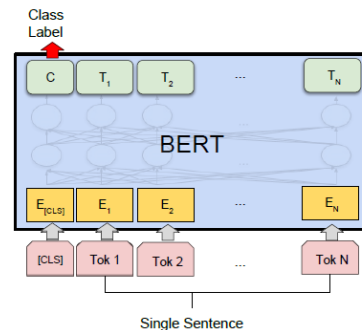 Class
Label
C T1 T2 ... TN
BERT
E[CLS] E1 E2 EN
[CLS] Tok 1 Tok 2 ... Tok N
Single Sentence